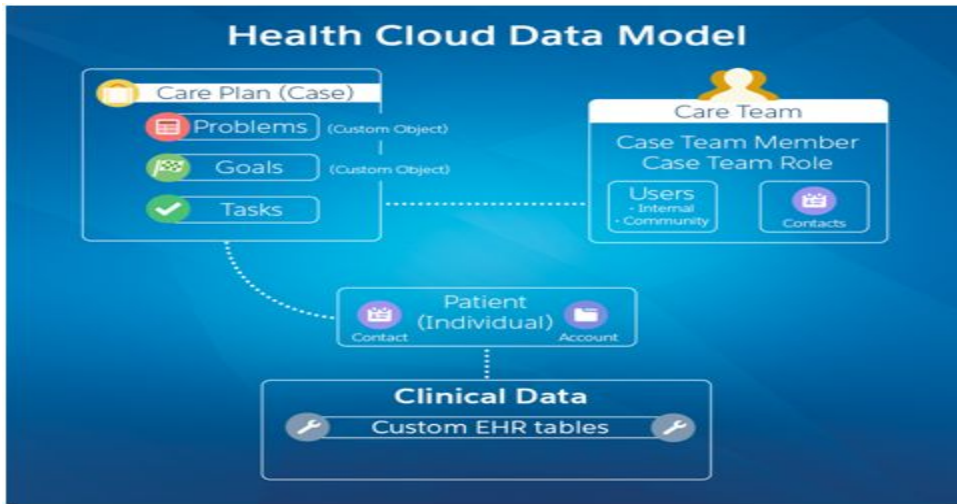 Health Cloud Data Model
Care Plan (Case)
Problems (Custom Object)
Goals (Custom Object)
Tasks
Care Team
Case Team Member
Case Team Role
Users
- Internal
- Community
Contacts
Patient
(Individual)
Contact
Account
Clinical Data
Custom EHR tables